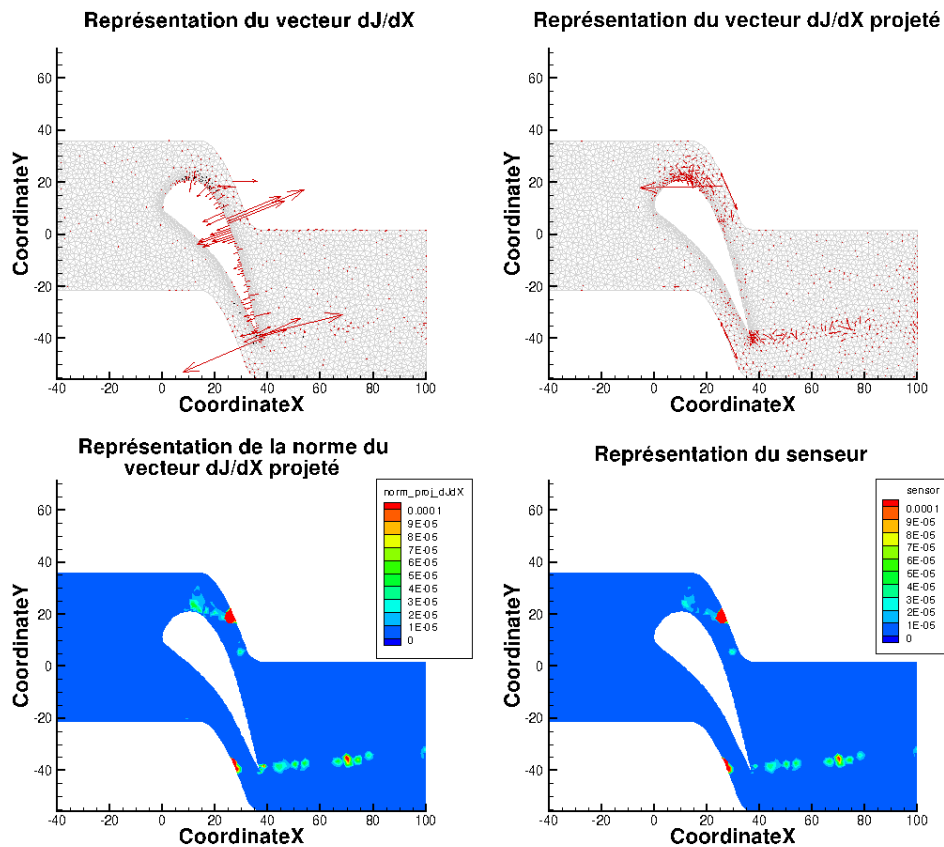 Représentation du vecteur dJ/dX
CoordinateY
60
40
20
0
-20
-40
-40
-20
0
20
40
60
80
100
CoordinateX
Représentation du vecteur dJ/dX projeté
CoordinateY
60
40
20
0
-20
-40
-40
-20
0
20
40
60
80
100
CoordinateX
Représentation de la norme du
vecteur dJ/dX projeté
norm_proj_dJdX
0.0001
9E-05
8E-05
7E-05
6E-05
5E-05
4E-05
3E-05
2E-05
1E-05
0
CoordinateY
60
40
20
0
-20
-40
-40
-20
0
20
40
60
80
100
CoordinateX
Représentation du senseur
sensor
0.0001
9E-05
8E-05
7E-05
6E-05
5E-05
4E-05
3E-05
2E-05
1E-05
0
CoordinateY
60
40
20
0
-20
-40
-40
-20
0
20
40
60
80
100
CoordinateX